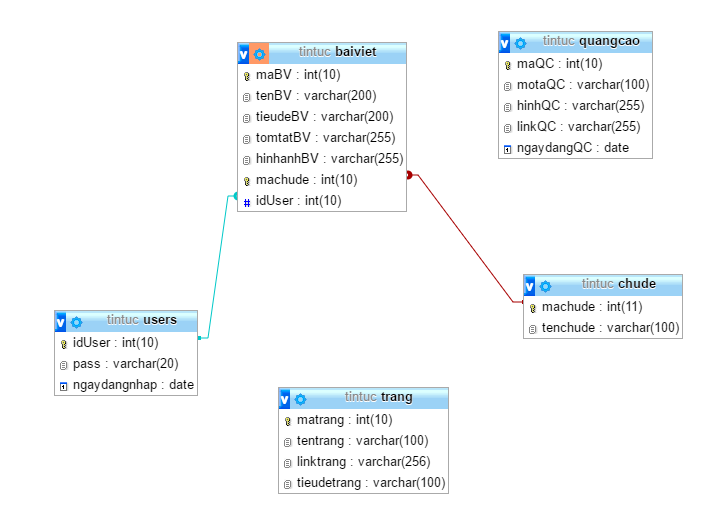 tintuc baiviet
maBV : int(10)
tenBV : varchar(200)
tieudeBV : varchar(200)
tomtatBV : varchar(255)
hinhanhBV : varchar(255)
machude : int(10)
idUser : int(10)
tintuc quangcao
maQC : int(10)
motaQC : varchar(100)
hinhQC : varchar(255)
linkQC : varchar(255)
ngaydangQC : date
tintuc chude
machude : int(11)
tenchude : varchar(100)
tintuc users
idUser : int(10)
pass : varchar(20)
ngaydangnhap : date
tintuc trang
matrang : int(10)
tentrang : varchar(100)
linktrang : varchar(256)
tieudetrang : varchar(100)